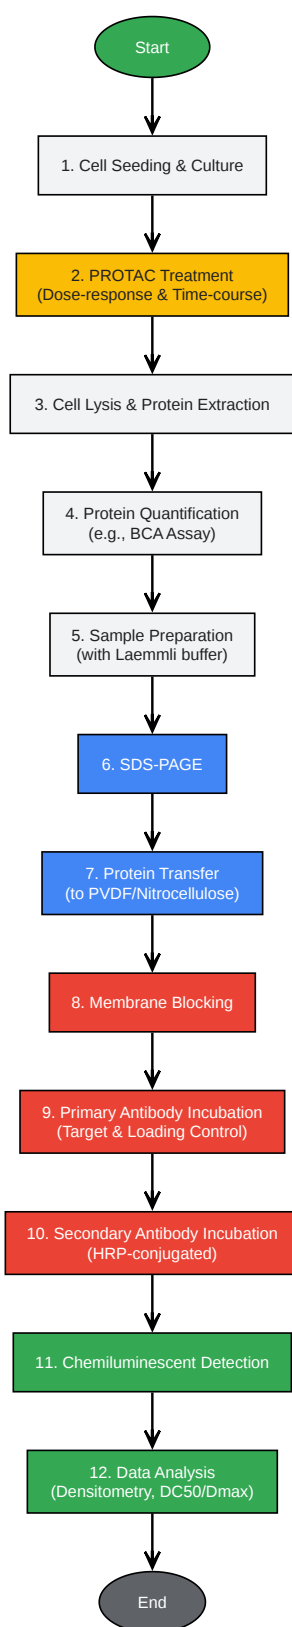 Start
1. Cell Seeding & Culture
2. PROTAC Treatment
(Dose-response & Time-course)
3. Cell Lysis & Protein Extraction
4. Protein Quantification
(e.g., BCA Assay)
5. Sample Preparation
(with Laemmli buffer)
6. SDS-PAGE
7. Protein Transfer
(to PVDF/Nitrocellulose)
8. Membrane Blocking
9. Primary Antibody Incubation
(Target & Loading Control)
10. Secondary Antibody Incubation
(HRP-conjugated)
11. Chemiluminescent Detection
12. Data Analysis
(Densitometry, DC50/Dmax)
End